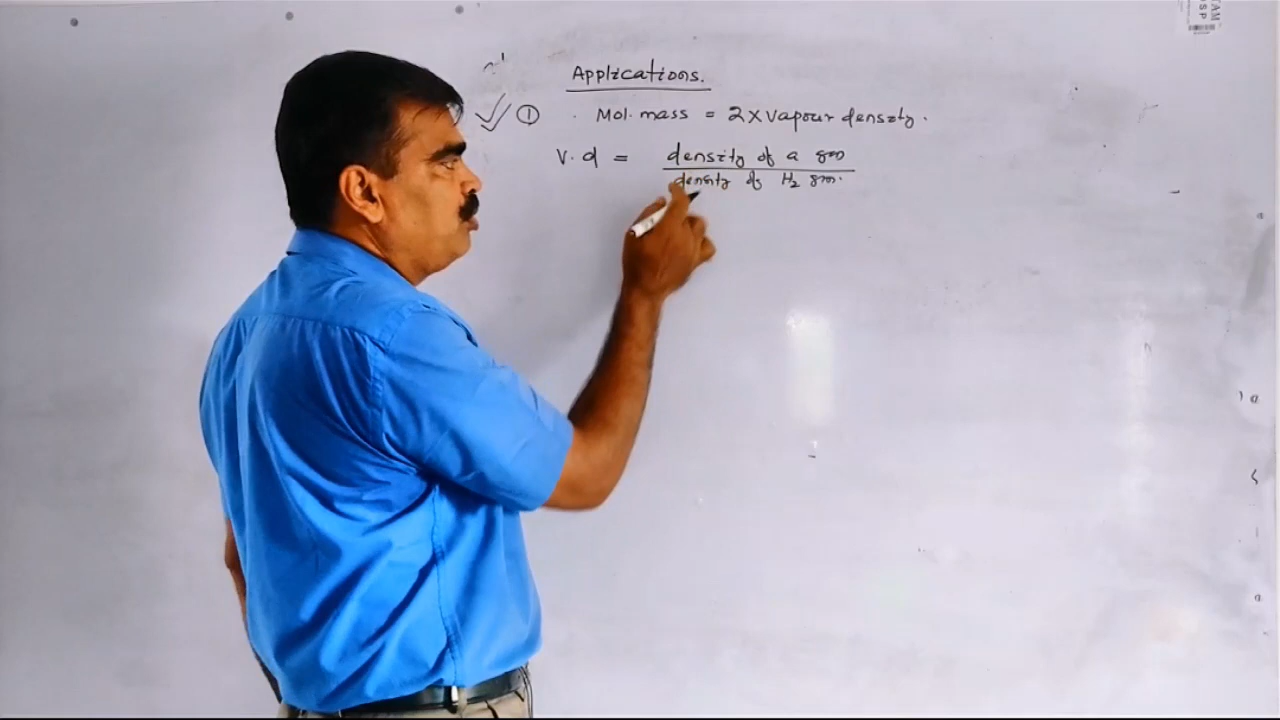 Applications.
① . Mol. mass = 2 x vapour density.
V. d = density of a gas
density of H₂ gas.